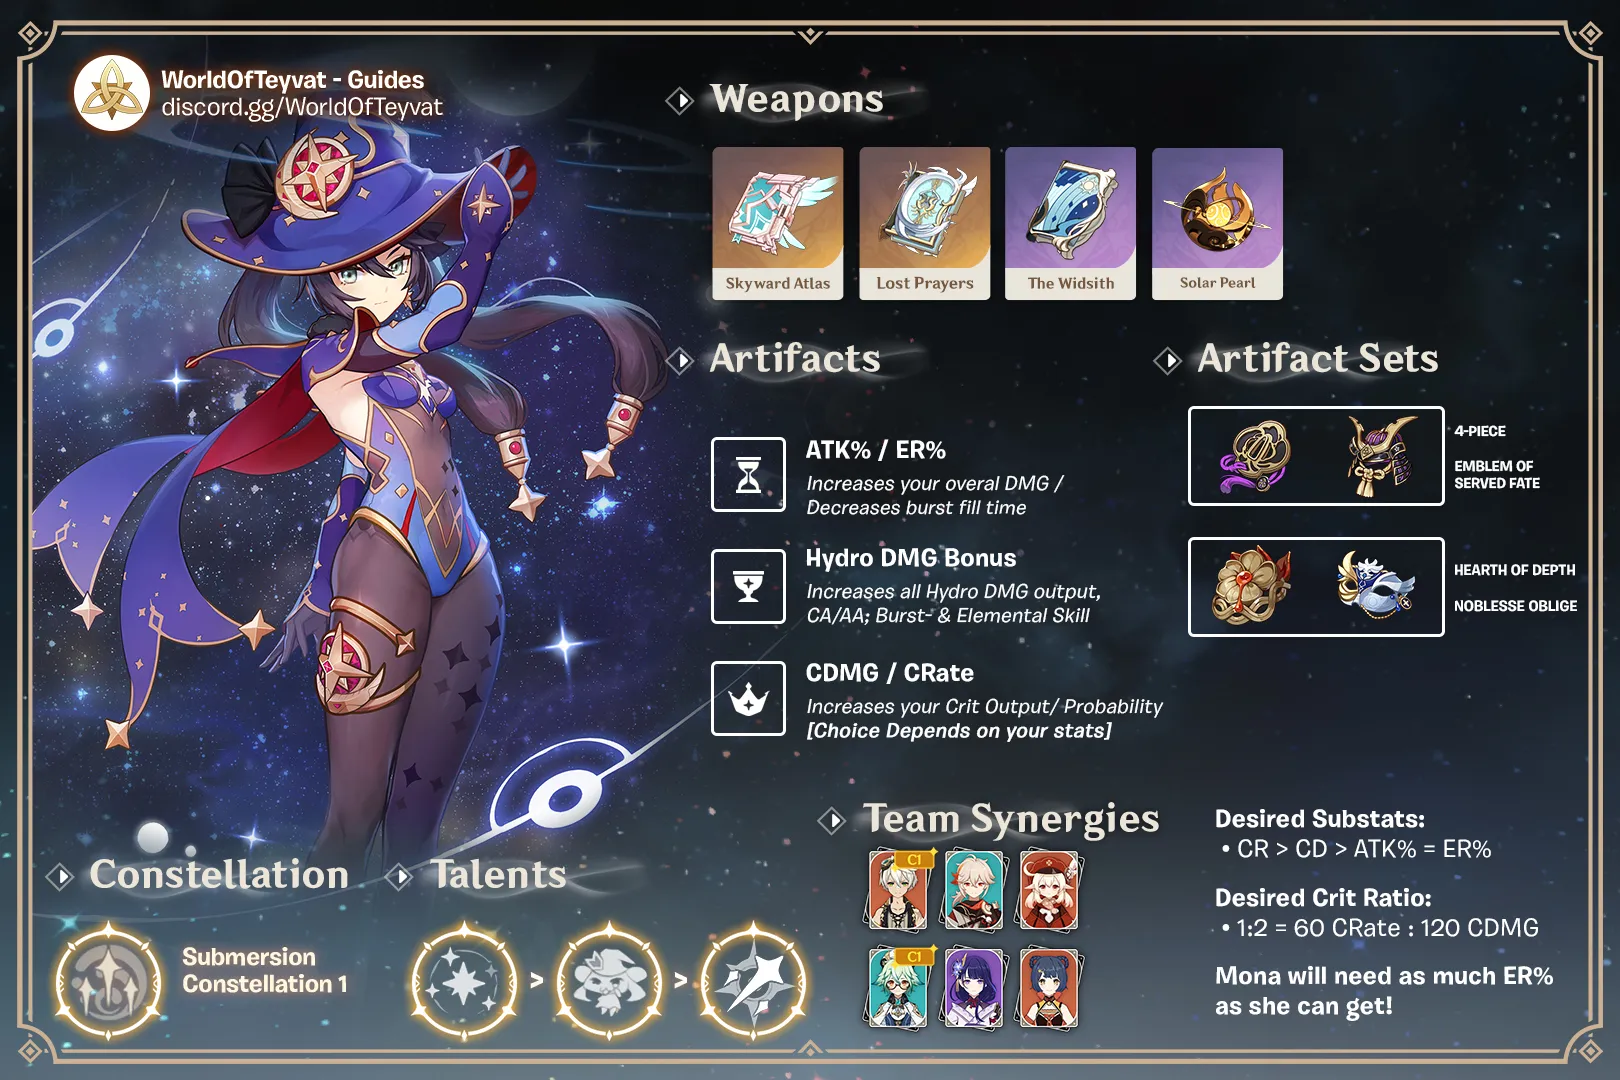 WorldOfTeyvat - Guides
discord.gg/WorldOfTeyvat
Weapons
Skyward Atlas
Lost Prayers
The Widsith
Solar Pearl
Artifacts
ATK% / ER%
Increases your overal DMG /
Decreases burst fill time
Hydro DMG Bonus
Increases all Hydro DMG output,
CA/AA; Burst- & Elemental Skill
CDMG / CRate
Increases your Crit Output/ Probability
[Choice Depends on your stats]
Artifact Sets
4-PIECE
EMBLEM OF
SERVED FATE
HEARTH OF DEPTH
NOBLESSE OBLIGE
Constellation
Submersion
Constellation 1
Talents
>
>
Team Synergies
C1
C1
Desired Substats:
• CR > CD > ATK% = ER%
Desired Crit Ratio:
• 1:2 = 60 CRate : 120 CDMG
Mona will need as much ER%
as she can get!